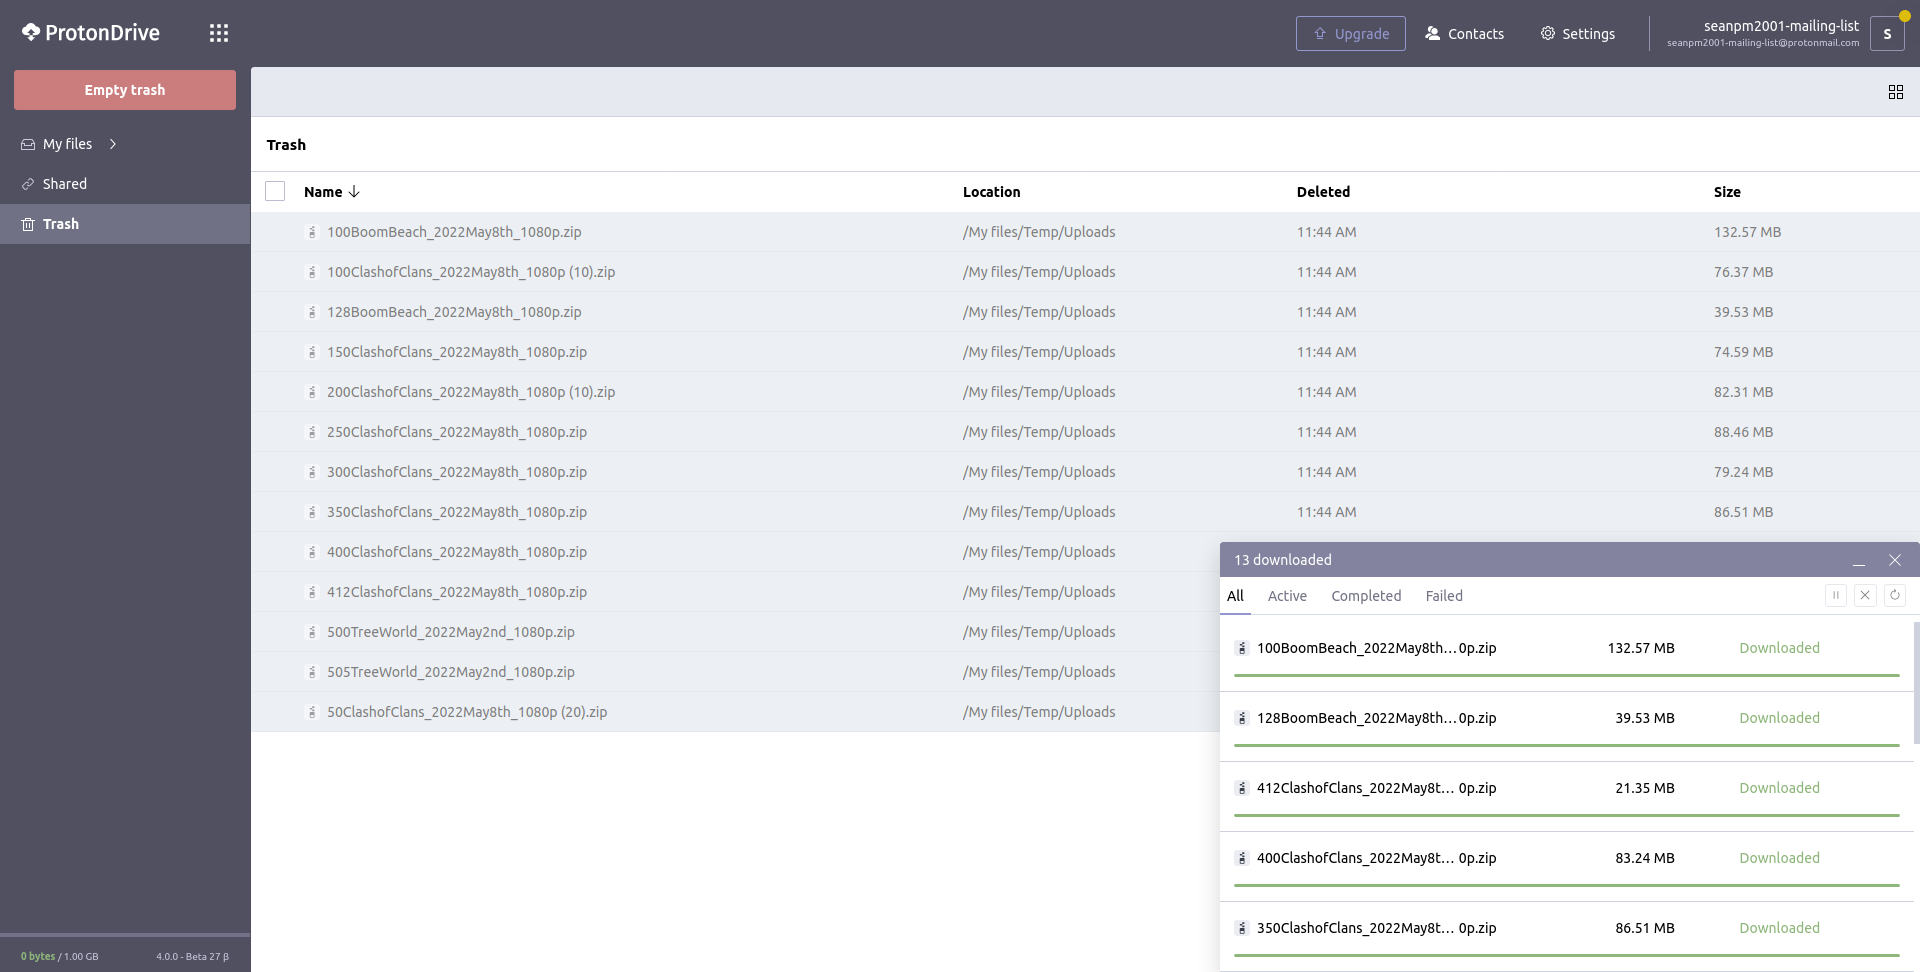 ProtonDrive
Upgrade
Contacts
Settings
seanpm2001-mailing-list
seanpm2001-mailing-list@protonmail.com
S
Empty trash
My files
Shared
Trash
Trash
Name Location Deleted Size
100BoomBeach_2022May8th_1080p.zip /My files/Temp/Uploads 11:44 AM 132.57 MB
100ClashofClans_2022May8th_1080p (10).zip /My files/Temp/Uploads 11:44 AM 76.37 MB
128BoomBeach_2022May8th_1080p.zip /My files/Temp/Uploads 11:44 AM 39.53 MB
150ClashofClans_2022May8th_1080p.zip /My files/Temp/Uploads 11:44 AM 74.59 MB
200ClashofClans_2022May8th_1080p (10).zip /My files/Temp/Uploads 11:44 AM 82.31 MB
250ClashofClans_2022May8th_1080p.zip /My files/Temp/Uploads 11:44 AM 88.46 MB
300ClashofClans_2022May8th_1080p.zip /My files/Temp/Uploads 11:44 AM 79.24 MB
350ClashofClans_2022May8th_1080p.zip /My files/Temp/Uploads 11:44 AM 86.51 MB
400ClashofClans_2022May8th_1080p.zip /My files/Temp/Uploads
412ClashofClans_2022May8th_1080p.zip /My files/Temp/Uploads
500TreeWorld_2022May2nd_1080p.zip /My files/Temp/Uploads
505TreeWorld_2022May2nd_1080p.zip /My files/Temp/Uploads
50ClashofClans_2022May8th_1080p (20).zip /My files/Temp/Uploads
13 downloaded
All Active Completed Failed
100BoomBeach_2022May8th... 0p.zip 132.57 MB Downloaded
128BoomBeach_2022May8th... 0p.zip 39.53 MB Downloaded
412ClashofClans_2022May8t... 0p.zip 21.35 MB Downloaded
400ClashofClans_2022May8t... 0p.zip 83.24 MB Downloaded
350ClashofClans_2022May8t... 0p.zip 86.51 MB Downloaded
0 bytes / 1.00 GB 4.0.0 - Beta 27 β